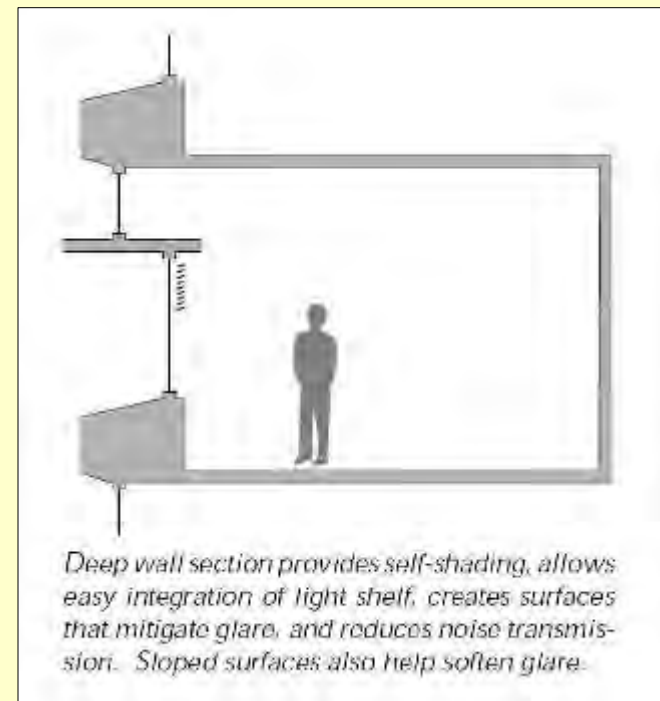 Deep wall section provides self-shading, allows
easy integration of light shelf, creates surfaces
that mitigate glare, and reduces noise transmis-
sion. Sloped surfaces also help soften glare.